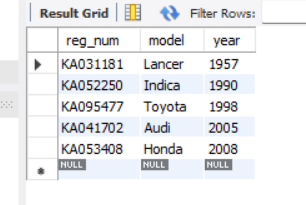 Result Grid Filter Rows:
reg_num model year
KA031181 Lancer 1957
KA052250 Indica 1990
KA095477 Toyota 1998
KA041702 Audi 2005
KA053408 Honda 2008
NULL NULL NULL